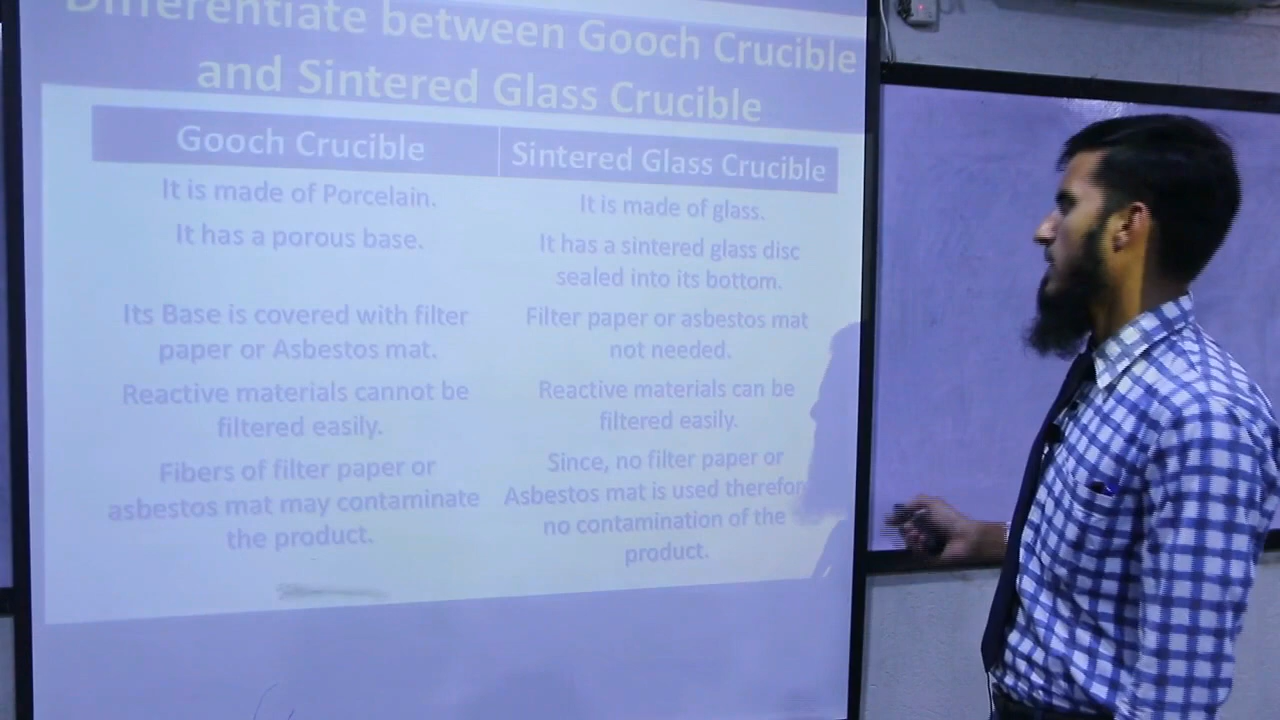 Differentiate between Gooch Crucible
and Sintered Glass Crucible
Gooch Crucible
Sintered Glass Crucible
It is made of Porcelain.
It is made of glass.
It has a porous base.
It has a sintered glass disc
sealed into its bottom.
Its Base is covered with filter
paper or Asbestos mat.
Filter paper or asbestos mat
not needed.
Reactive materials cannot be
filtered easily.
Reactive materials can be
filtered easily.
Fibers of filter paper or
asbestos mat may contaminate
the product.
Since, no filter paper or
Asbestos mat is used therefor
no contamination of the
product.